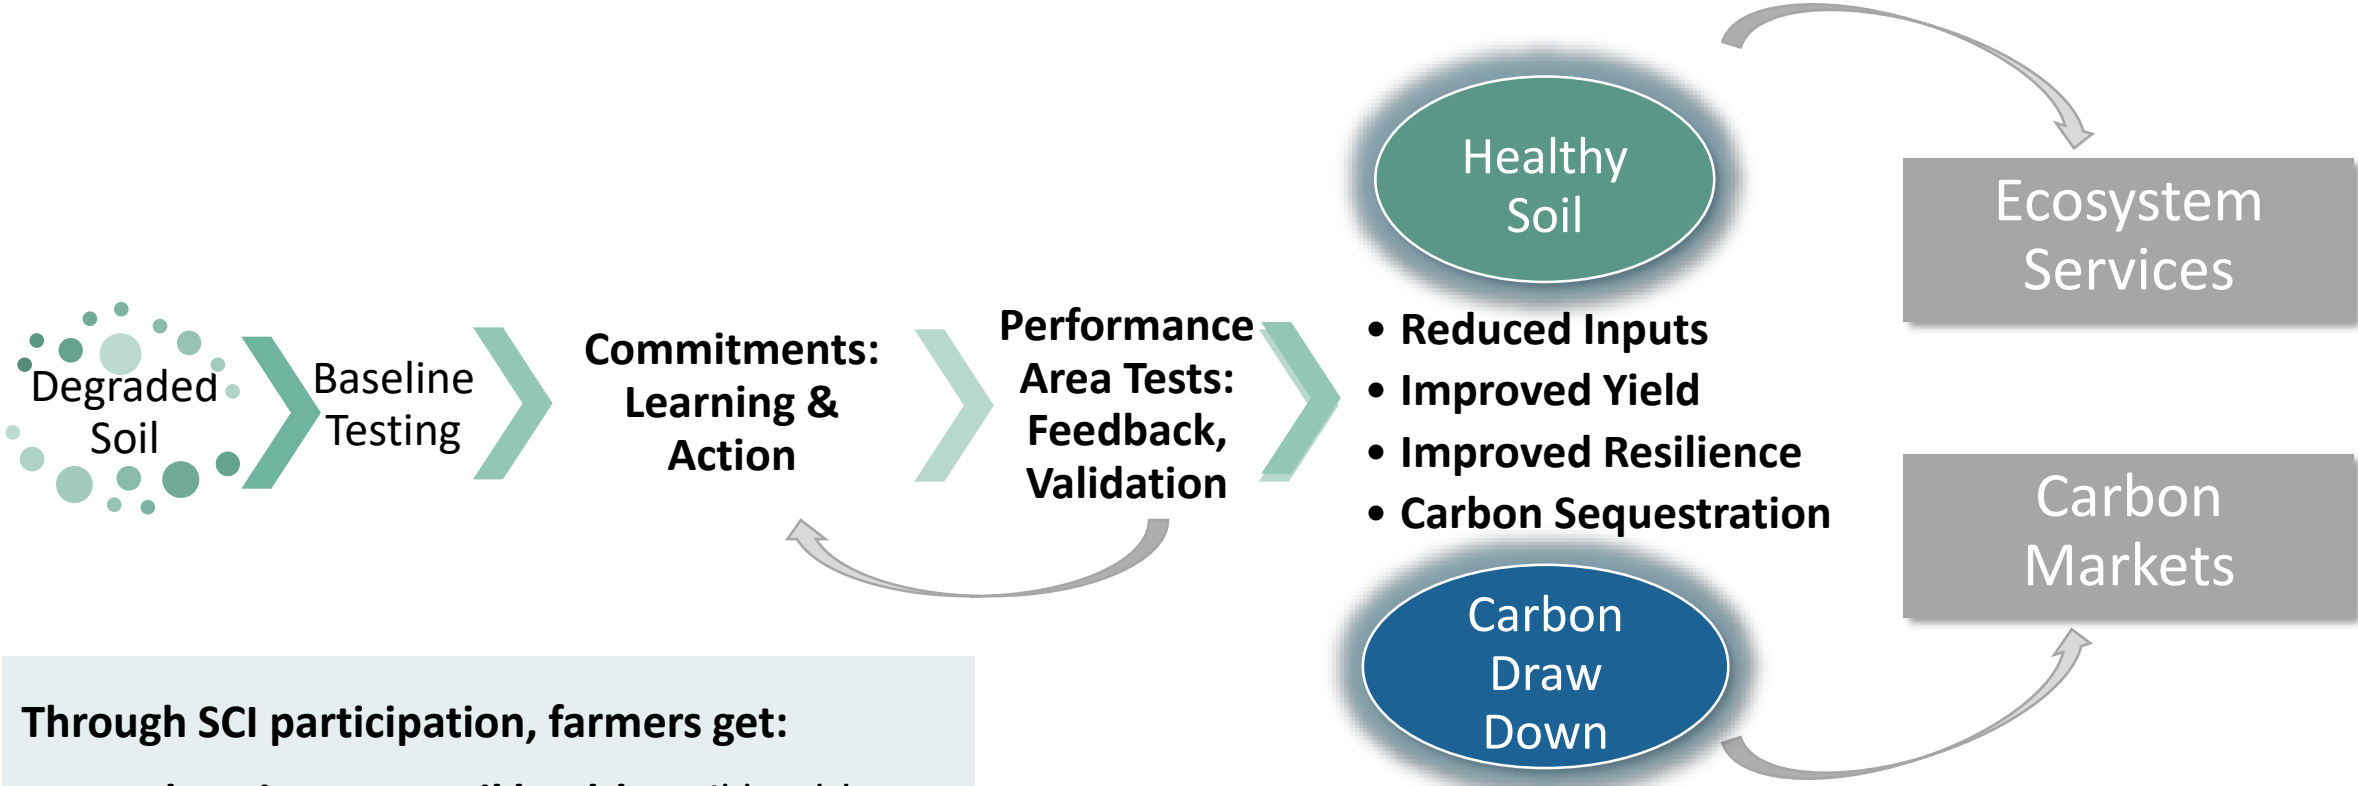 Degraded
Soil
Baseline
Testing
Commitments:
Learning &
Action
Performance
Area Tests:
Feedback,
Validation
Healthy
Soil
• Reduced Inputs
• Improved Yield
• Improved Resilience
• Carbon Sequestration
Carbon
Draw
Down
Ecosystem
Services
Carbon
Markets
Through SCI participation, farmers get: